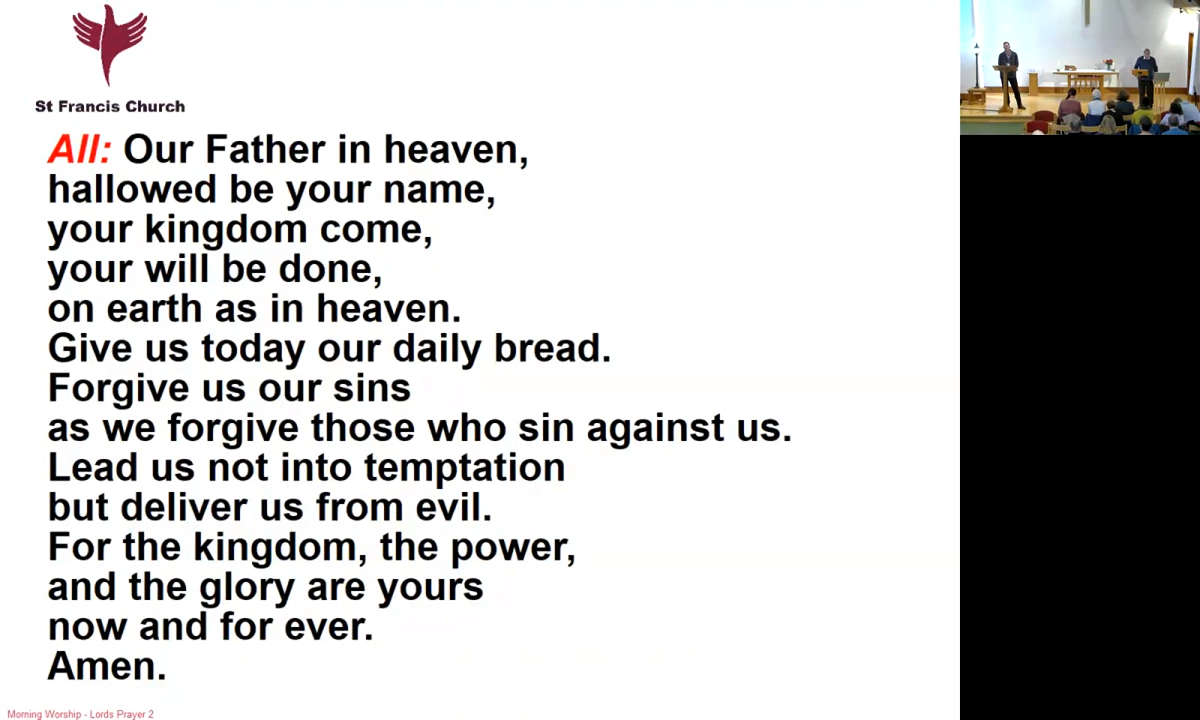 St Francis Church
All: Our Father in heaven,
hallowed be your name,
your kingdom come,
your will be done,
on earth as in heaven.
Give us today our daily bread.
Forgive us our sins
as we forgive those who sin against us.
Lead us not into temptation
but deliver us from evil.
For the kingdom, the power,
and the glory are yours
now and for ever.
Amen.
Morning Worship - Lords Prayer 2